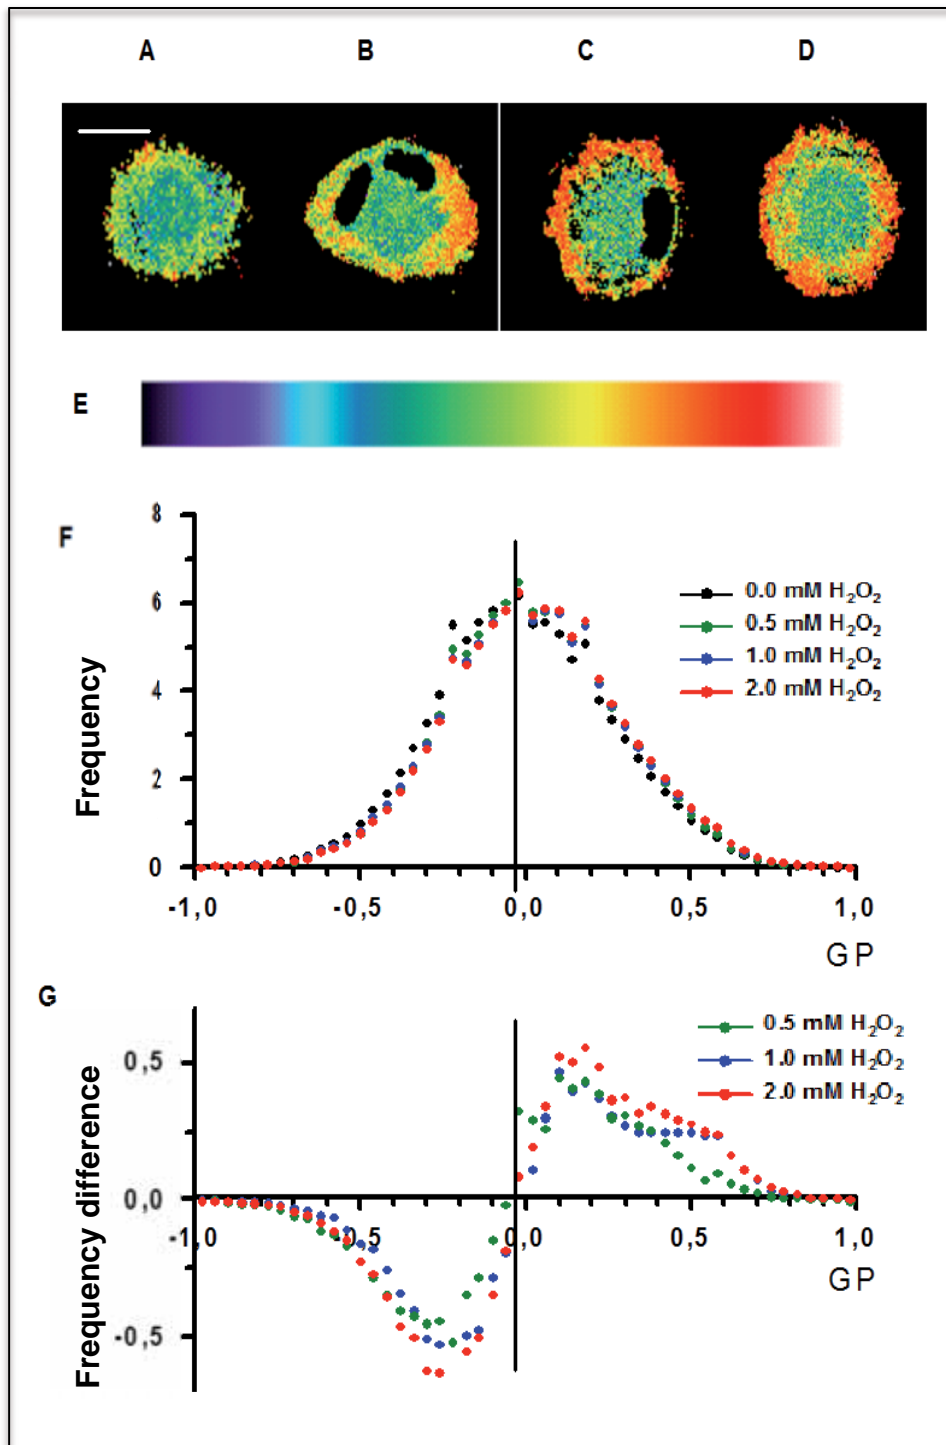 A B C D
E
F
8
6
4
2
0
Frequency
0.0 mM H₂O₂
0.5 mM H₂O₂
1.0 mM H₂O₂
2.0 mM H₂O₂
-1,0 -0,5 0,0 0,5 1,0
GP
G
0,5
0,0
-0,5
Frequency difference
0.5 mM H₂O₂
1.0 mM H₂O₂
2.0 mM H₂O₂
-1,0 -0,5 0,0 0,5 1,0
GP